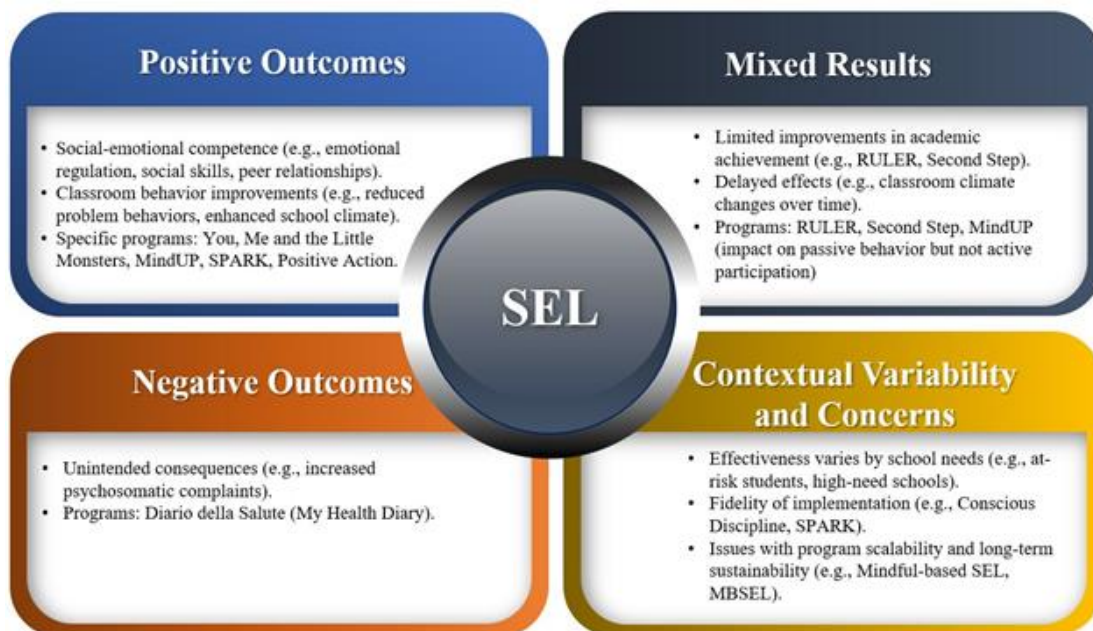 Positive Outcomes
• Social-emotional competence (e.g., emotional
regulation, social skills, peer relationships).
• Classroom behavior improvements (e.g., reduced
problem behaviors, enhanced school climate).
• Specific programs: You, Me and the Little
Monsters, MindUP, SPARK, Positive Action.
Mixed Results
• Limited improvements in academic
achievement (e.g., RULER, Second Step).
• Delayed effects (e.g., classroom climate
changes over time).
• Programs: RULER, Second Step, MindUP
(impact on passive behavior but not active
participation)
SEL
Negative Outcomes
• Unintended consequences (e.g., increased
psychosomatic complaints).
• Programs: Diario della Salute (My Health Diary).
Contextual Variability
and Concerns
• Effectiveness varies by school needs (e.g., at-
risk students, high-need schools).
• Fidelity of implementation (e.g., Conscious
Discipline, SPARK).
• Issues with program scalability and long-term
sustainability (e.g., Mindful-based SEL,
MBSEL).